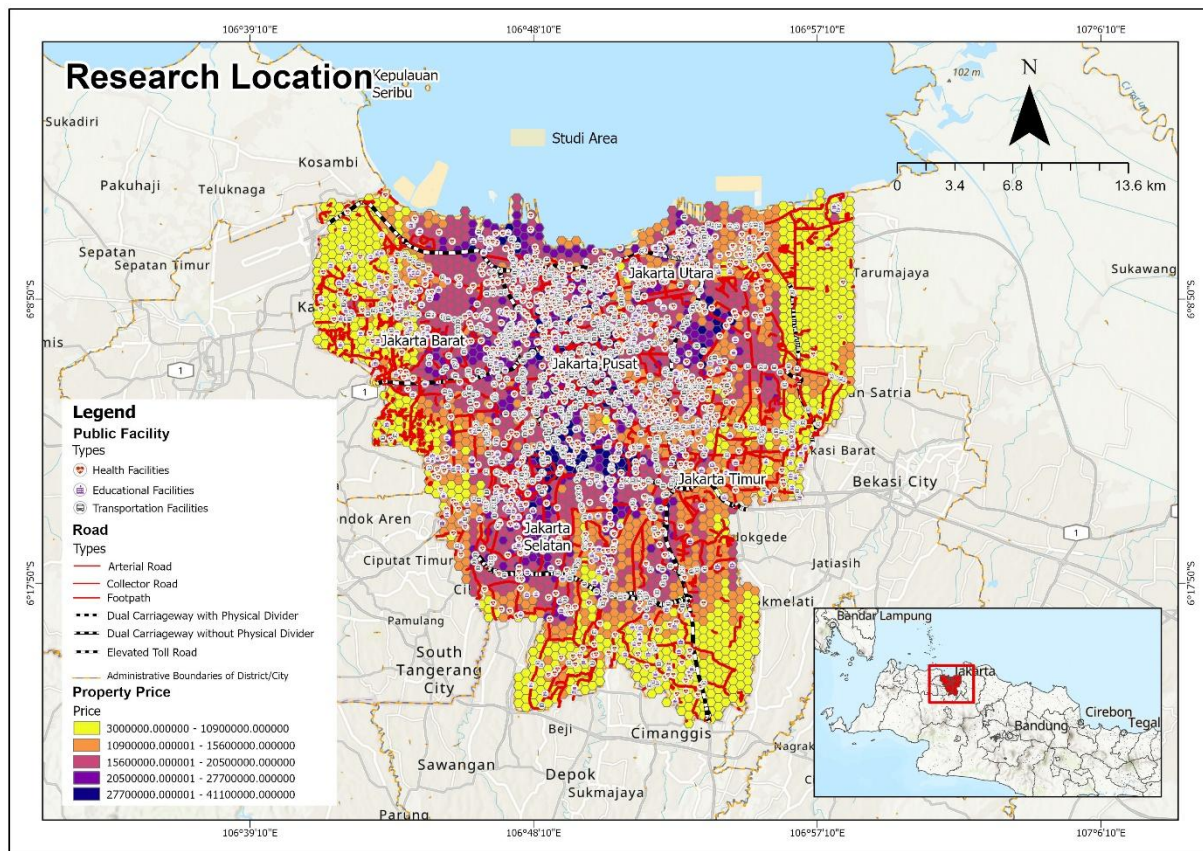 106°39'10"E 106°48'10"E 106°57'10"E 107°6'10"E
Research Location
Kepulauan
Seribu
102 m
N
Sukadiri
Studi Area
Kosambi
Pakuhaji
Teluknaga
0 3.4 6.8 13.6 km
Sepatan
Sepatan Timur
Jakarta Utara
Tarumajaya
Sukawang
6°8'50"S
6°8'50"S
Jakarta Barat
Jakarta Pusat
1
1
an Satria
Legend
Public Facility
Types
Health Facilities
Educational Facilities
Transportation Facilities
Road
Types
Arterial Road
Collector Road
Footpath
Dual Carriageway with Physical Divider
Dual Carriageway without Physical Divider
Elevated Toll Road
Administrative Boundaries of District/City
Property Price
Price
3000000.000000 - 10900000.000000
10900000.000001 - 15600000.000000
15600000.000001 - 20500000.000000
20500000.000001 - 27700000.000000
27700000.000001 - 41100000.000000
kasi Barat
Jakarta Timur
Bekasi City
1
ondok Aren
Jakarta
Selatan
dokgede
Ciputat Timur
Jatiasih
6°17'50"S
6°17'50"S
kmelati
Pamulang
South
Tangerang
City
Beji
Cimanggis
Sawangan
Depok
Sukmajaya
Nagrak
Parung
Bandar Lampung
Jakarta
Cirebon
Tegal
Bandung
106°39'10"E 106°48'10"E 106°57'10"E 107°6'10"E